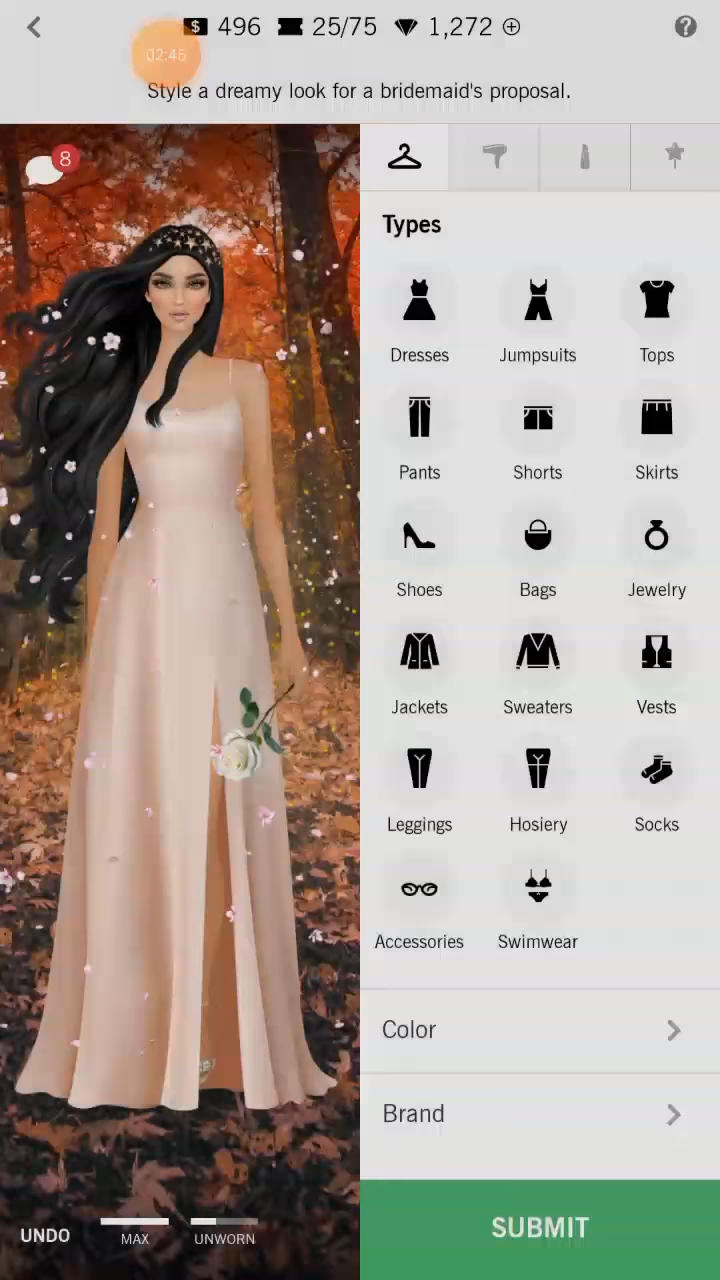 $ 496 25/75 1,272
02:46
Style a dreamy look for a bridemaid's proposal.
8
Types
Dresses Jumpsuits Tops
Pants Shorts Skirts
Shoes Bags Jewelry
Jackets Sweaters Vests
Leggings Hosiery Socks
Accessories Swimwear
Color
Brand
UNDO MAX UNWORN
SUBMIT